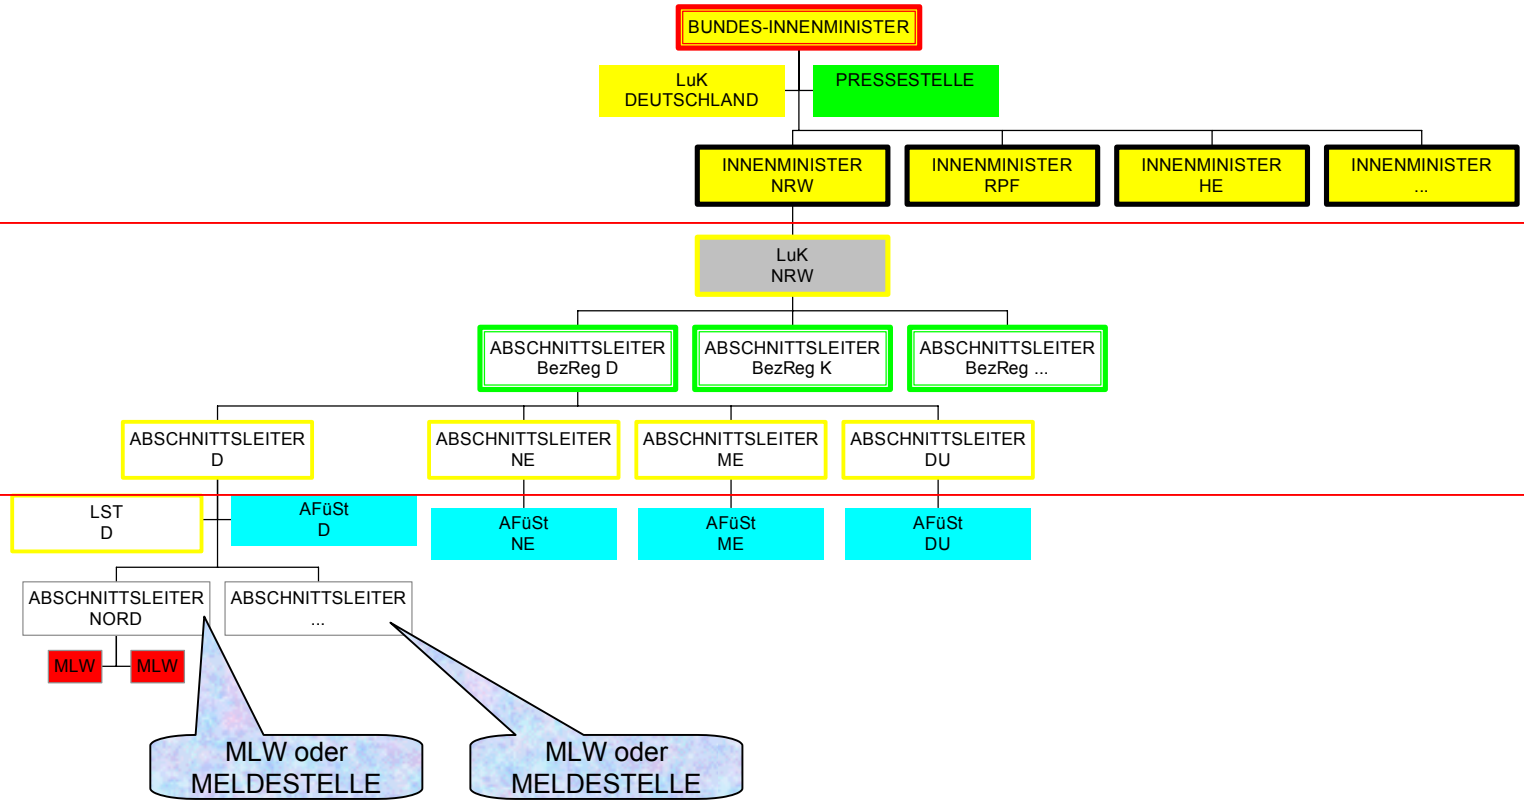 BUNDES-INNENMINISTER
LuK
DEUTSCHLAND
PRESSESTELLE
INNENMINISTER
NRW
INNENMINISTER
RPF
INNENMINISTER
HE
INNENMINISTER
...
LuK
NRW
ABSCHNITTSLEITER
BezReg D
ABSCHNITTSLEITER
BezReg K
ABSCHNITTSLEITER
BezReg ...
ABSCHNITTSLEITER
D
ABSCHNITTSLEITER
NE
ABSCHNITTSLEITER
ME
ABSCHNITTSLEITER
DU
LST
D
AFüSt
D
AFüSt
NE
AFüSt
ME
AFüSt
DU
ABSCHNITTSLEITER
NORD
ABSCHNITTSLEITER
...
MLW
MLW
MLW oder
MELDESTELLE
MLW oder
MELDESTELLE